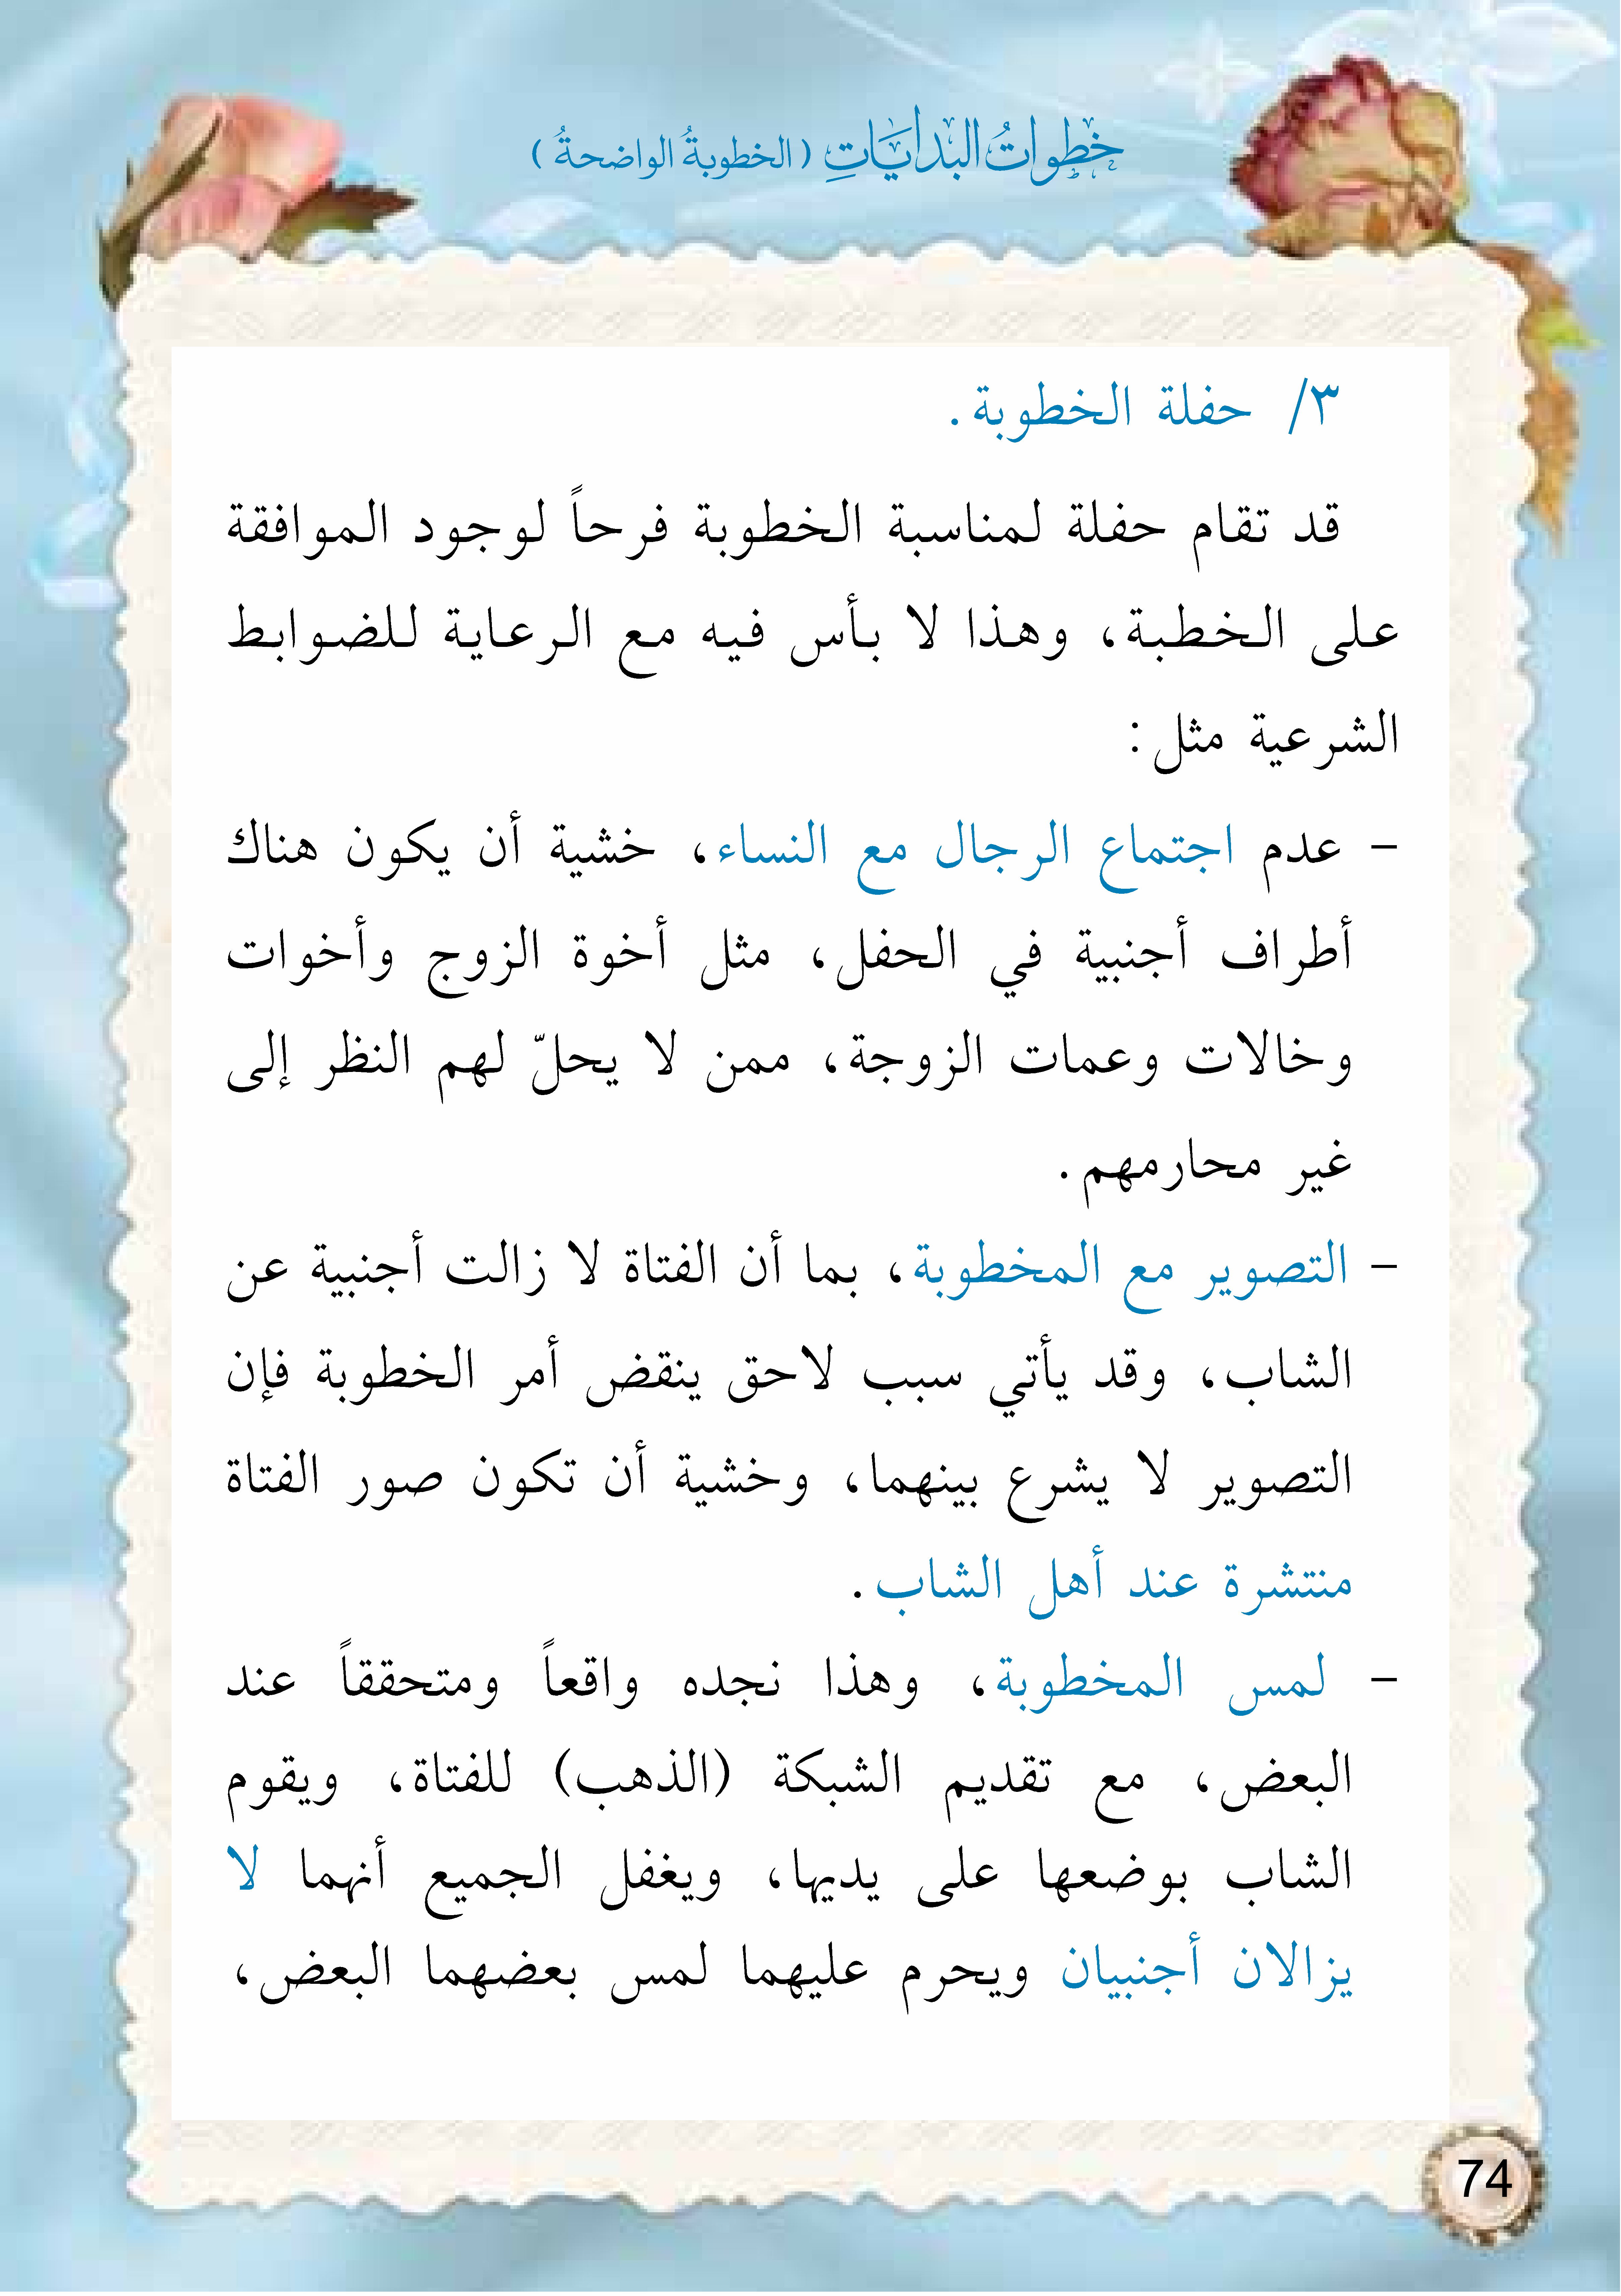 خطواتُ البدايَاتِ (الخطوبةُ الواضحةُ)
٣/ حفلة الخطوبة.
قد تقام حفلة لمناسبة الخطوبة فرحاً لوجود الموافقة
على الخطبة، وهذا لا بأس فيه مع الرعاية للضوابط
الشرعية مثل:
- عدم اجتماع الرجال مع النساء، خشية أن يكون هناك
أطراف أجنبية في الحفل، مثل أخوة الزوج وأخوات
وخالات وعمات الزوجة، ممن لا يحلّ لهم النظر إلى
غير محارمهم.
- التصوير مع المخطوبة، بما أن الفتاة لا زالت أجنبية عن
الشاب، وقد يأتي سبب لاحق ينقض أمر الخطوبة فإن
التصوير لا يشرع بينهما، وخشية أن تكون صور الفتاة
منتشرة عند أهل الشاب.
- لمس المخطوبة، وهذا نجده واقعاً ومتحققاً عند
البعض، مع تقديم الشبكة (الذهب) للفتاة، ويقوم
الشاب بوضعها على يديها، ويغفل الجميع أنهما لا
يزالان أجنبيان ويحرم عليهما لمس بعضهما البعض،
74